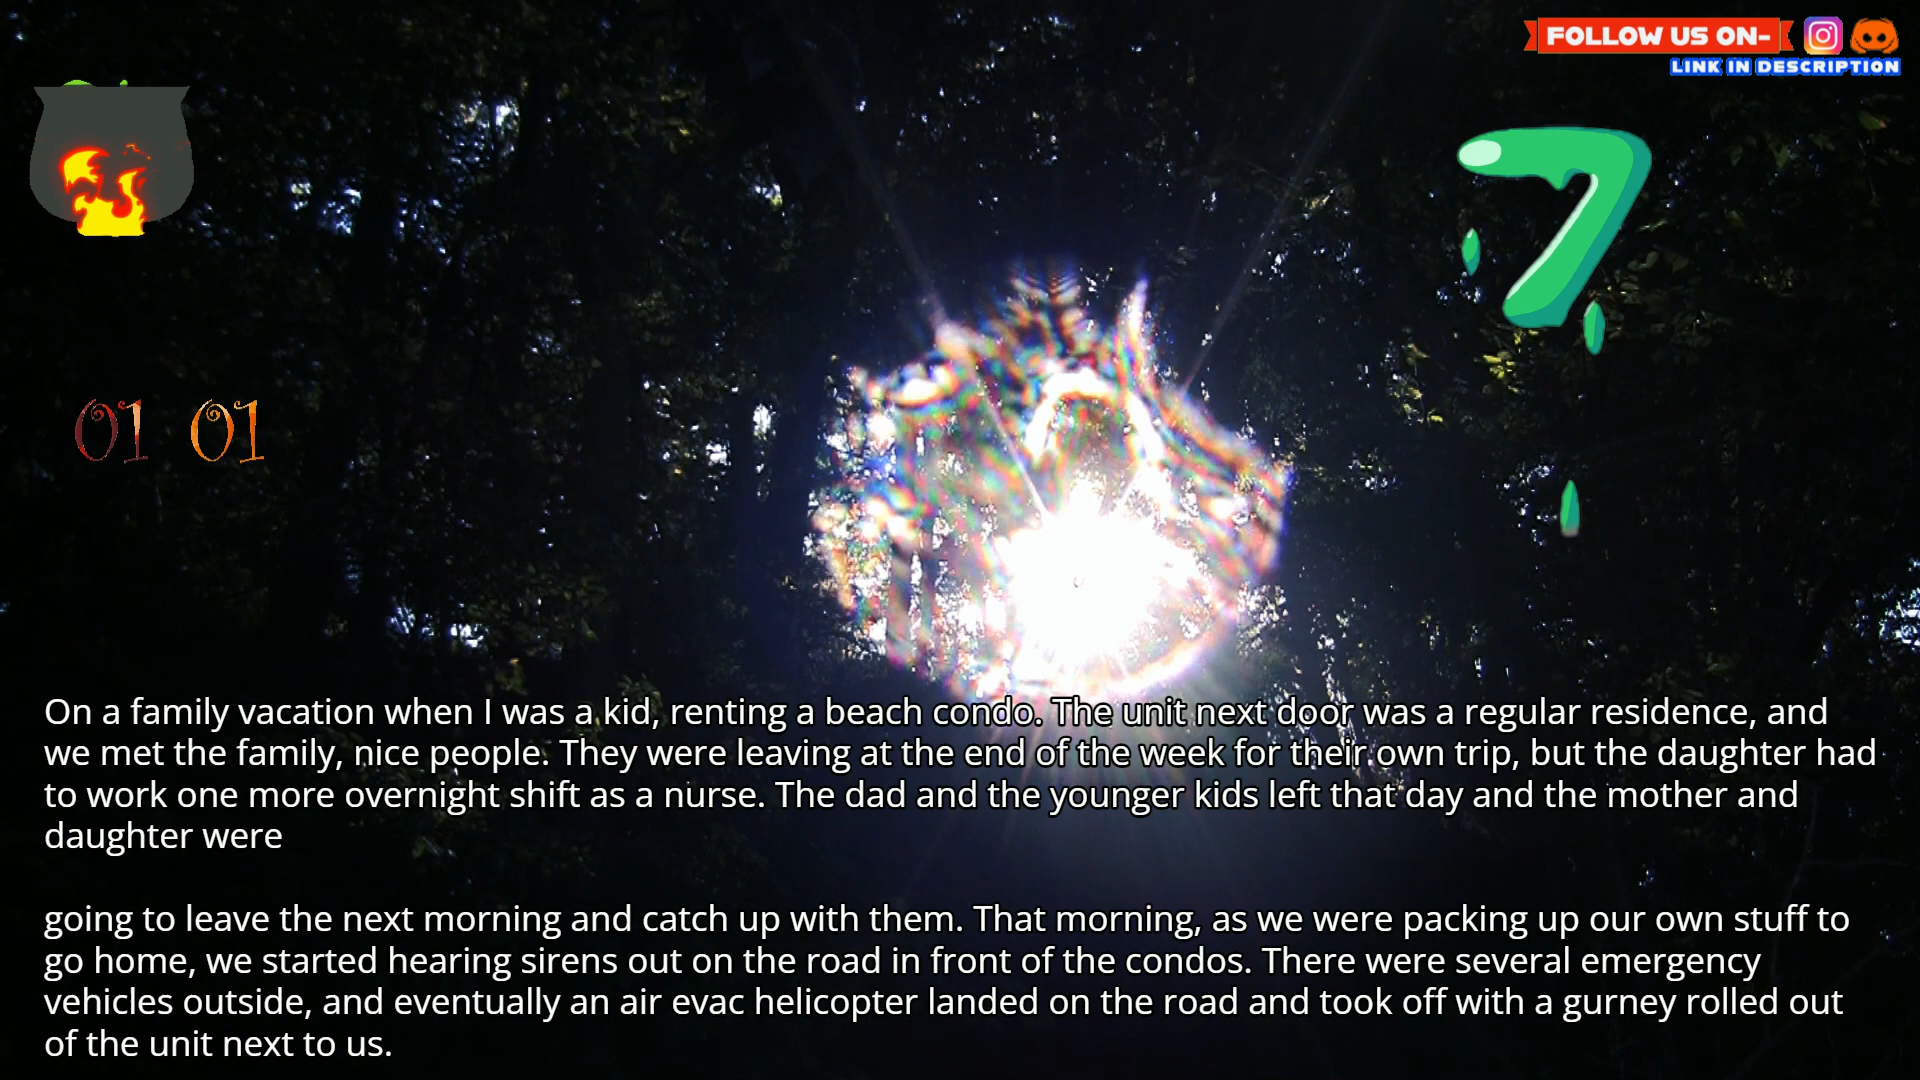 FOLLOW US ON-
LINK IN DESCRIPTION
7
01 01
On a family vacation when I was a kid, renting a beach condo. The unit next door was a regular residence, and
we met the family, nice people. They were leaving at the end of the week for their own trip, but the daughter had
to work one more overnight shift as a nurse. The dad and the younger kids left that day and the mother and
daughter were
going to leave the next morning and catch up with them. That morning, as we were packing up our own stuff to
go home, we started hearing sirens out on the road in front of the condos. There were several emergency
vehicles outside, and eventually an air evac helicopter landed on the road and took off with a gurney rolled out
of the unit next to us.